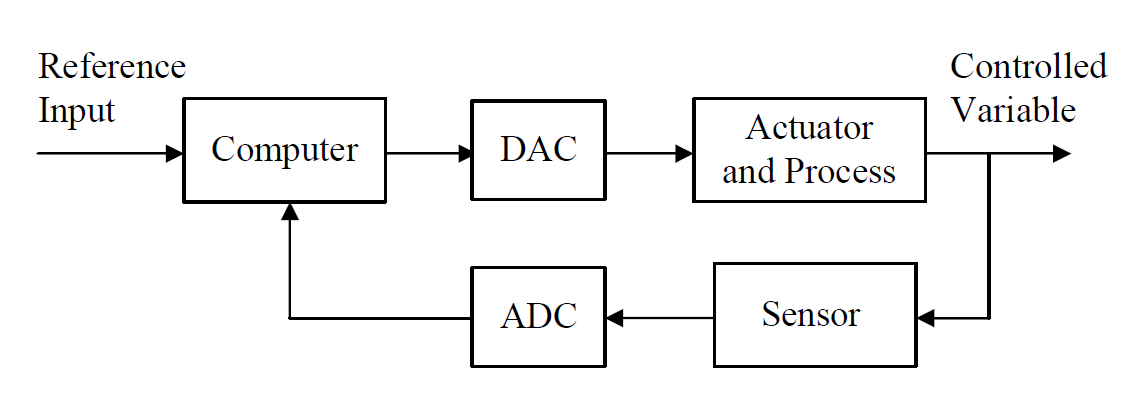 Reference
Input
Controlled
Variable
Computer
DAC
Actuator
and Process
ADC
Sensor